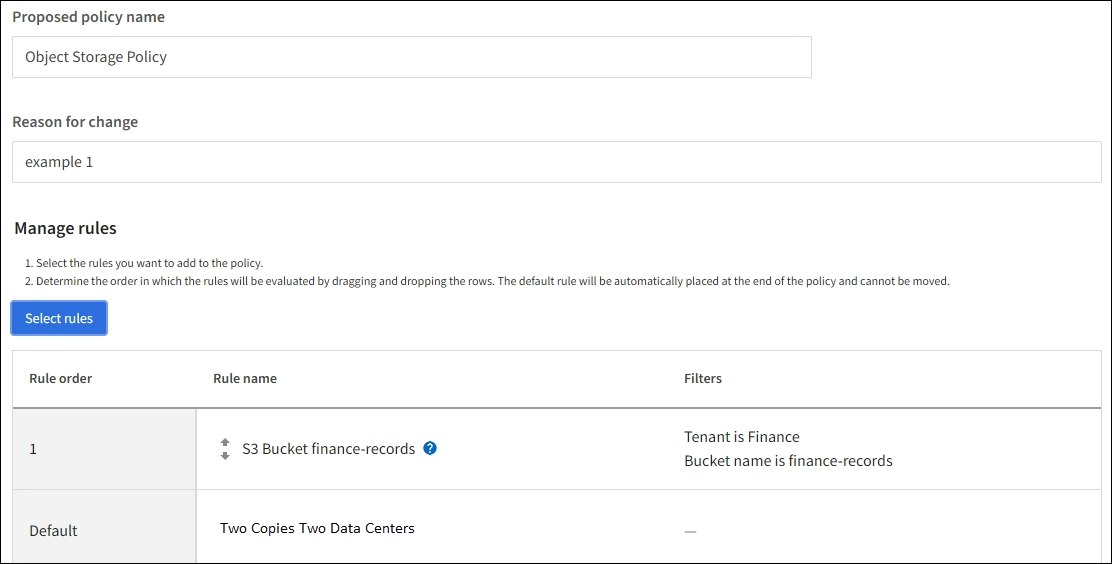 Proposed policy name
Object Storage Policy
Reason for change
example 1
Manage rules
1. Select the rules you want to add to the policy.
2. Determine the order in which the rules will be evaluated by dragging and dropping the rows. The default rule will be automatically placed at the end of the policy and cannot be moved.
Select rules
Rule order Rule name Filters
1 S3 Bucket finance-records ? Tenant is Finance
Bucket name is finance-records
Default Two Copies Two Data Centers —